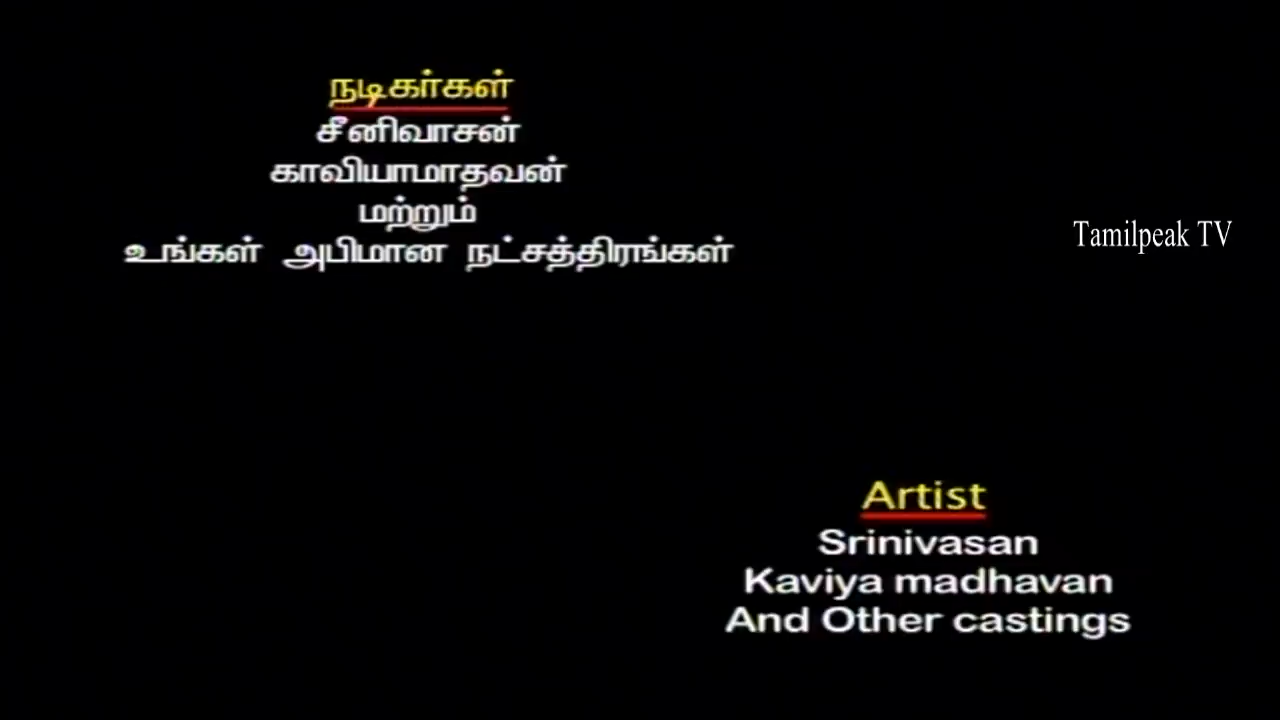 நடிகர்கள்
சீனிவாசன்
காவியாமாதவன்
மற்றும்
உங்கள் அபிமான நட்சத்திரங்கள்
Tamilpeak TV
Artist
Srinivasan
Kaviya madhavan
And Other castings